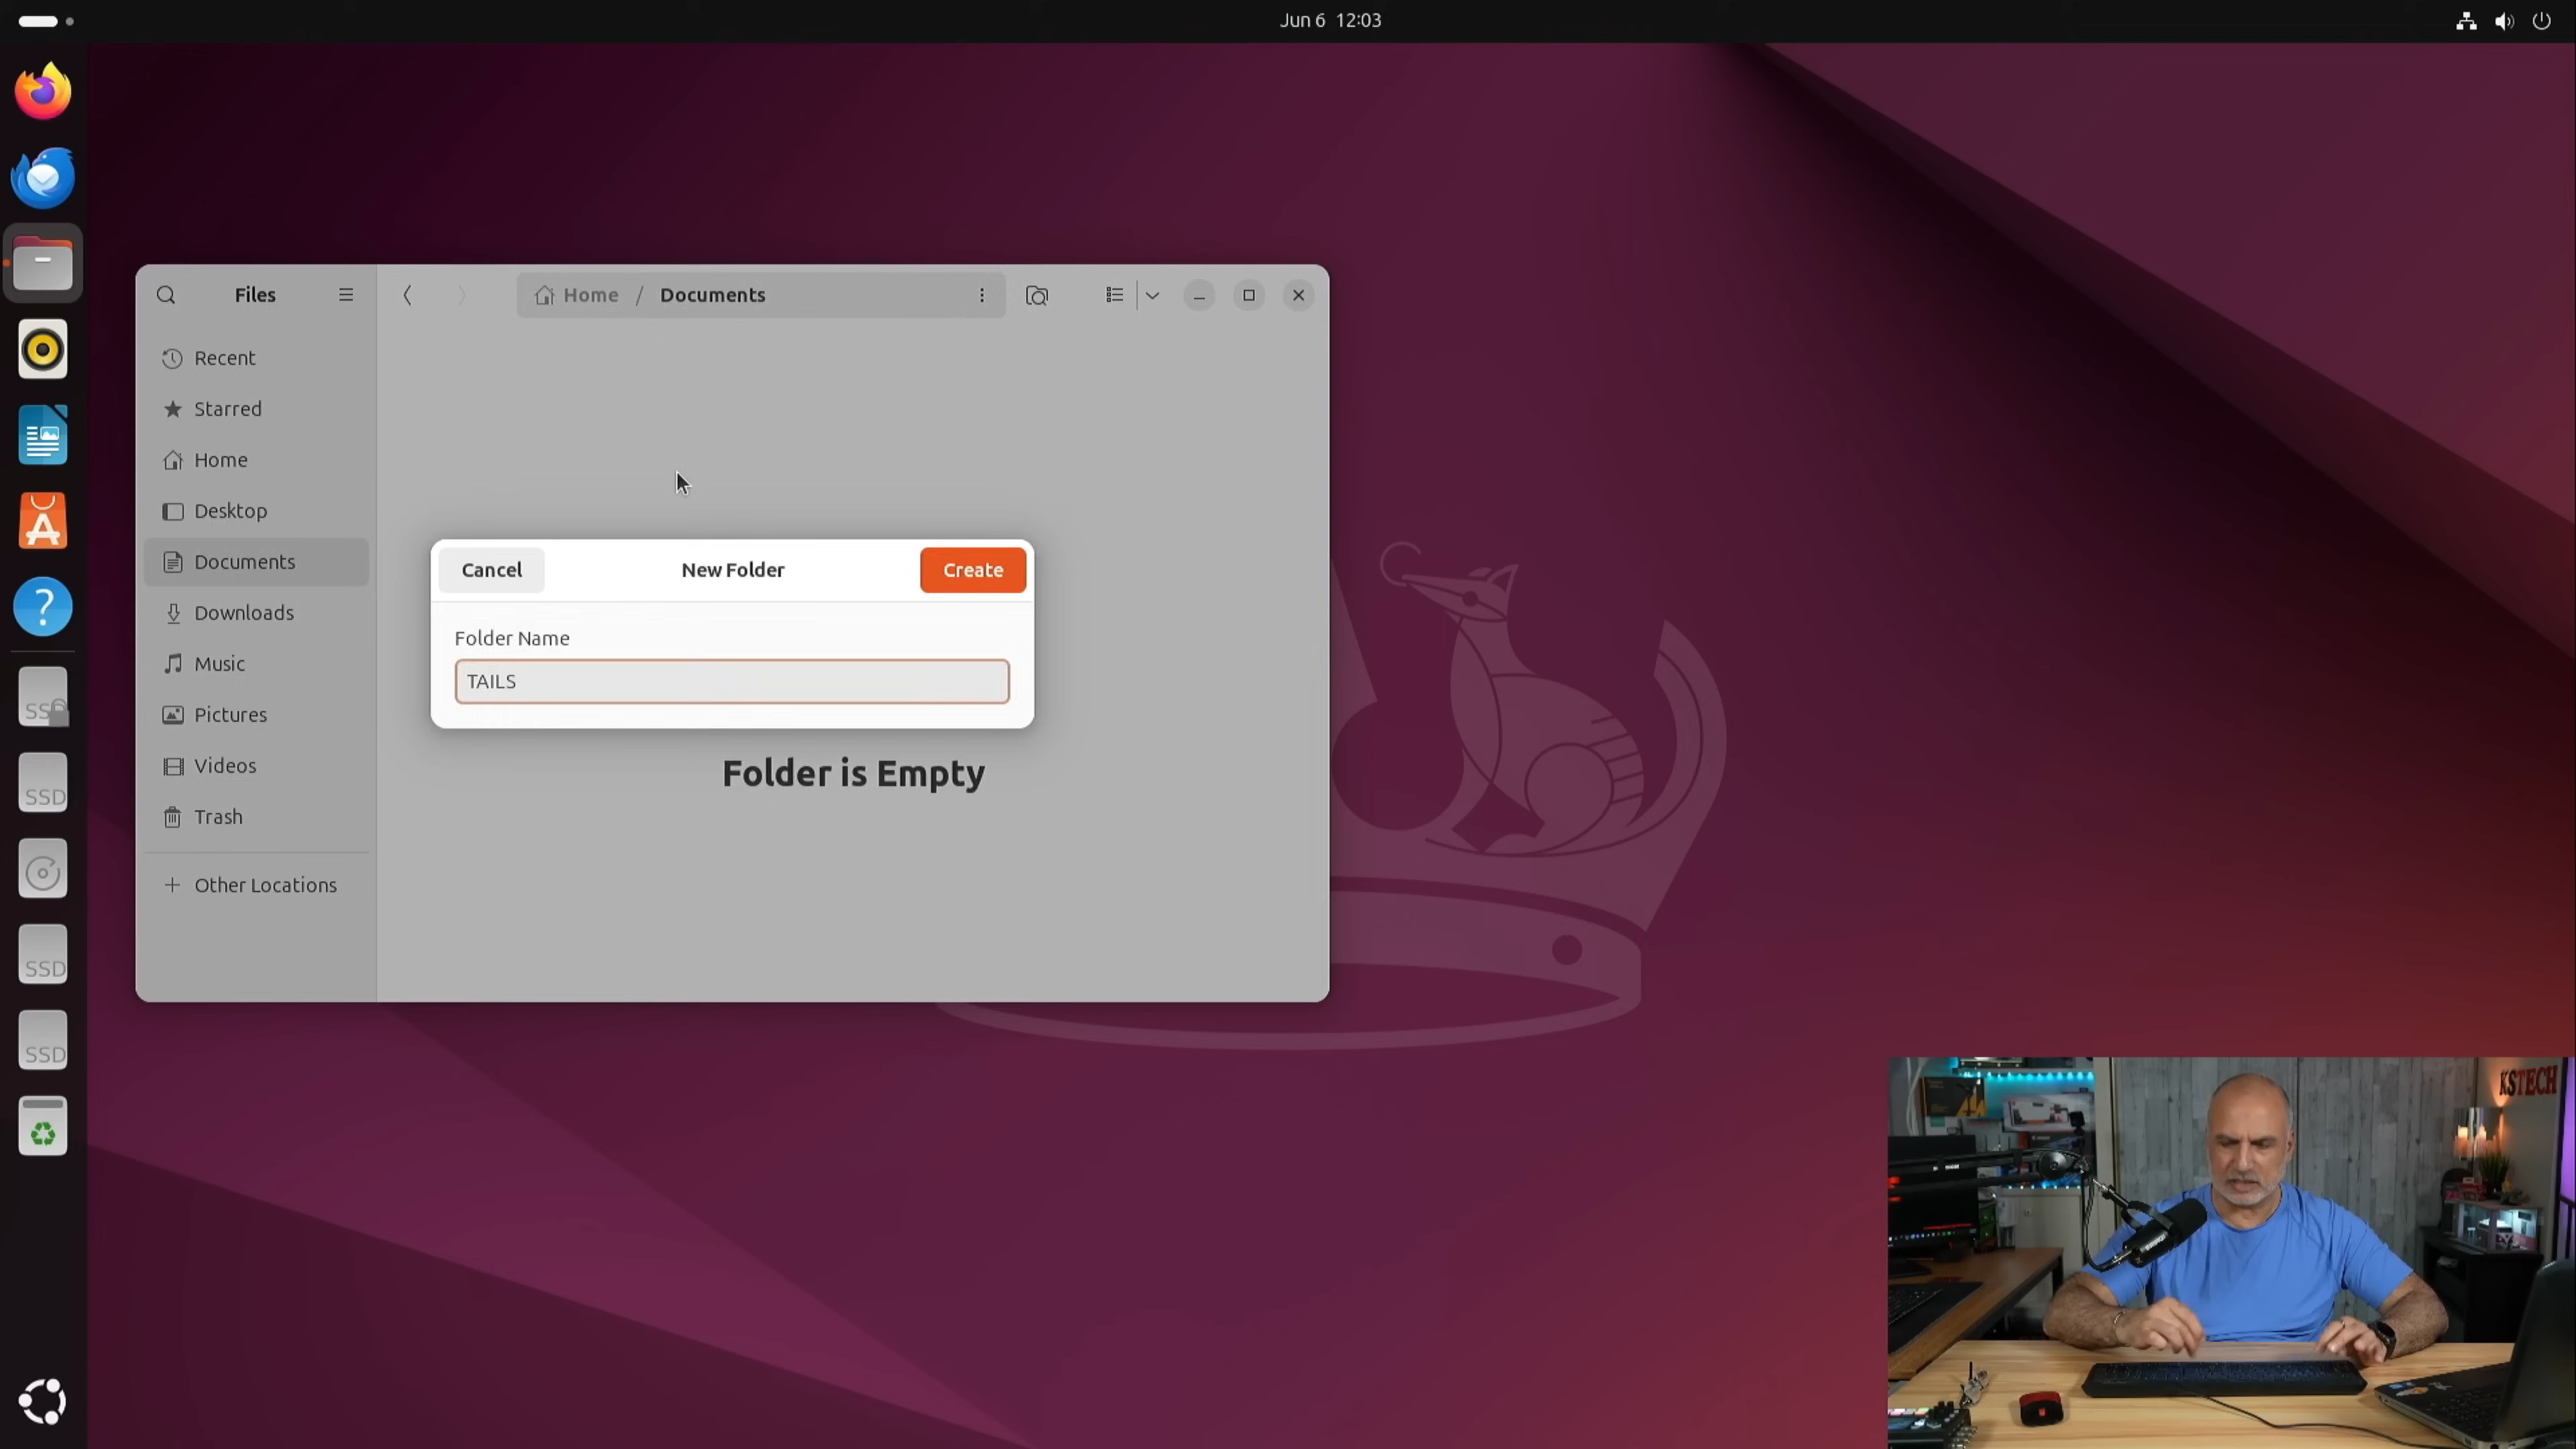 Jun 6 12:03
Files
Home / Documents
Recent
Starred
Home
Desktop
Documents
Downloads
Music
Pictures
Videos
Trash
Other Locations
Cancel
New Folder
Create
Folder Name
TAILS
Folder is Empty
SSD
SSD
SSD
SSD
KSTECH